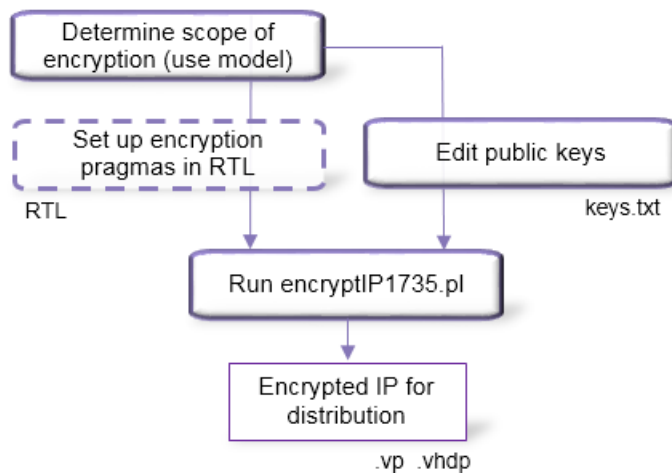 Determine scope of
encryption (use model)
Set up encryption
pragmas in RTL
RTL
Edit public keys
keys.txt
Run encryptIP1735.pl
Encrypted IP for
distribution
.vp .vhdp